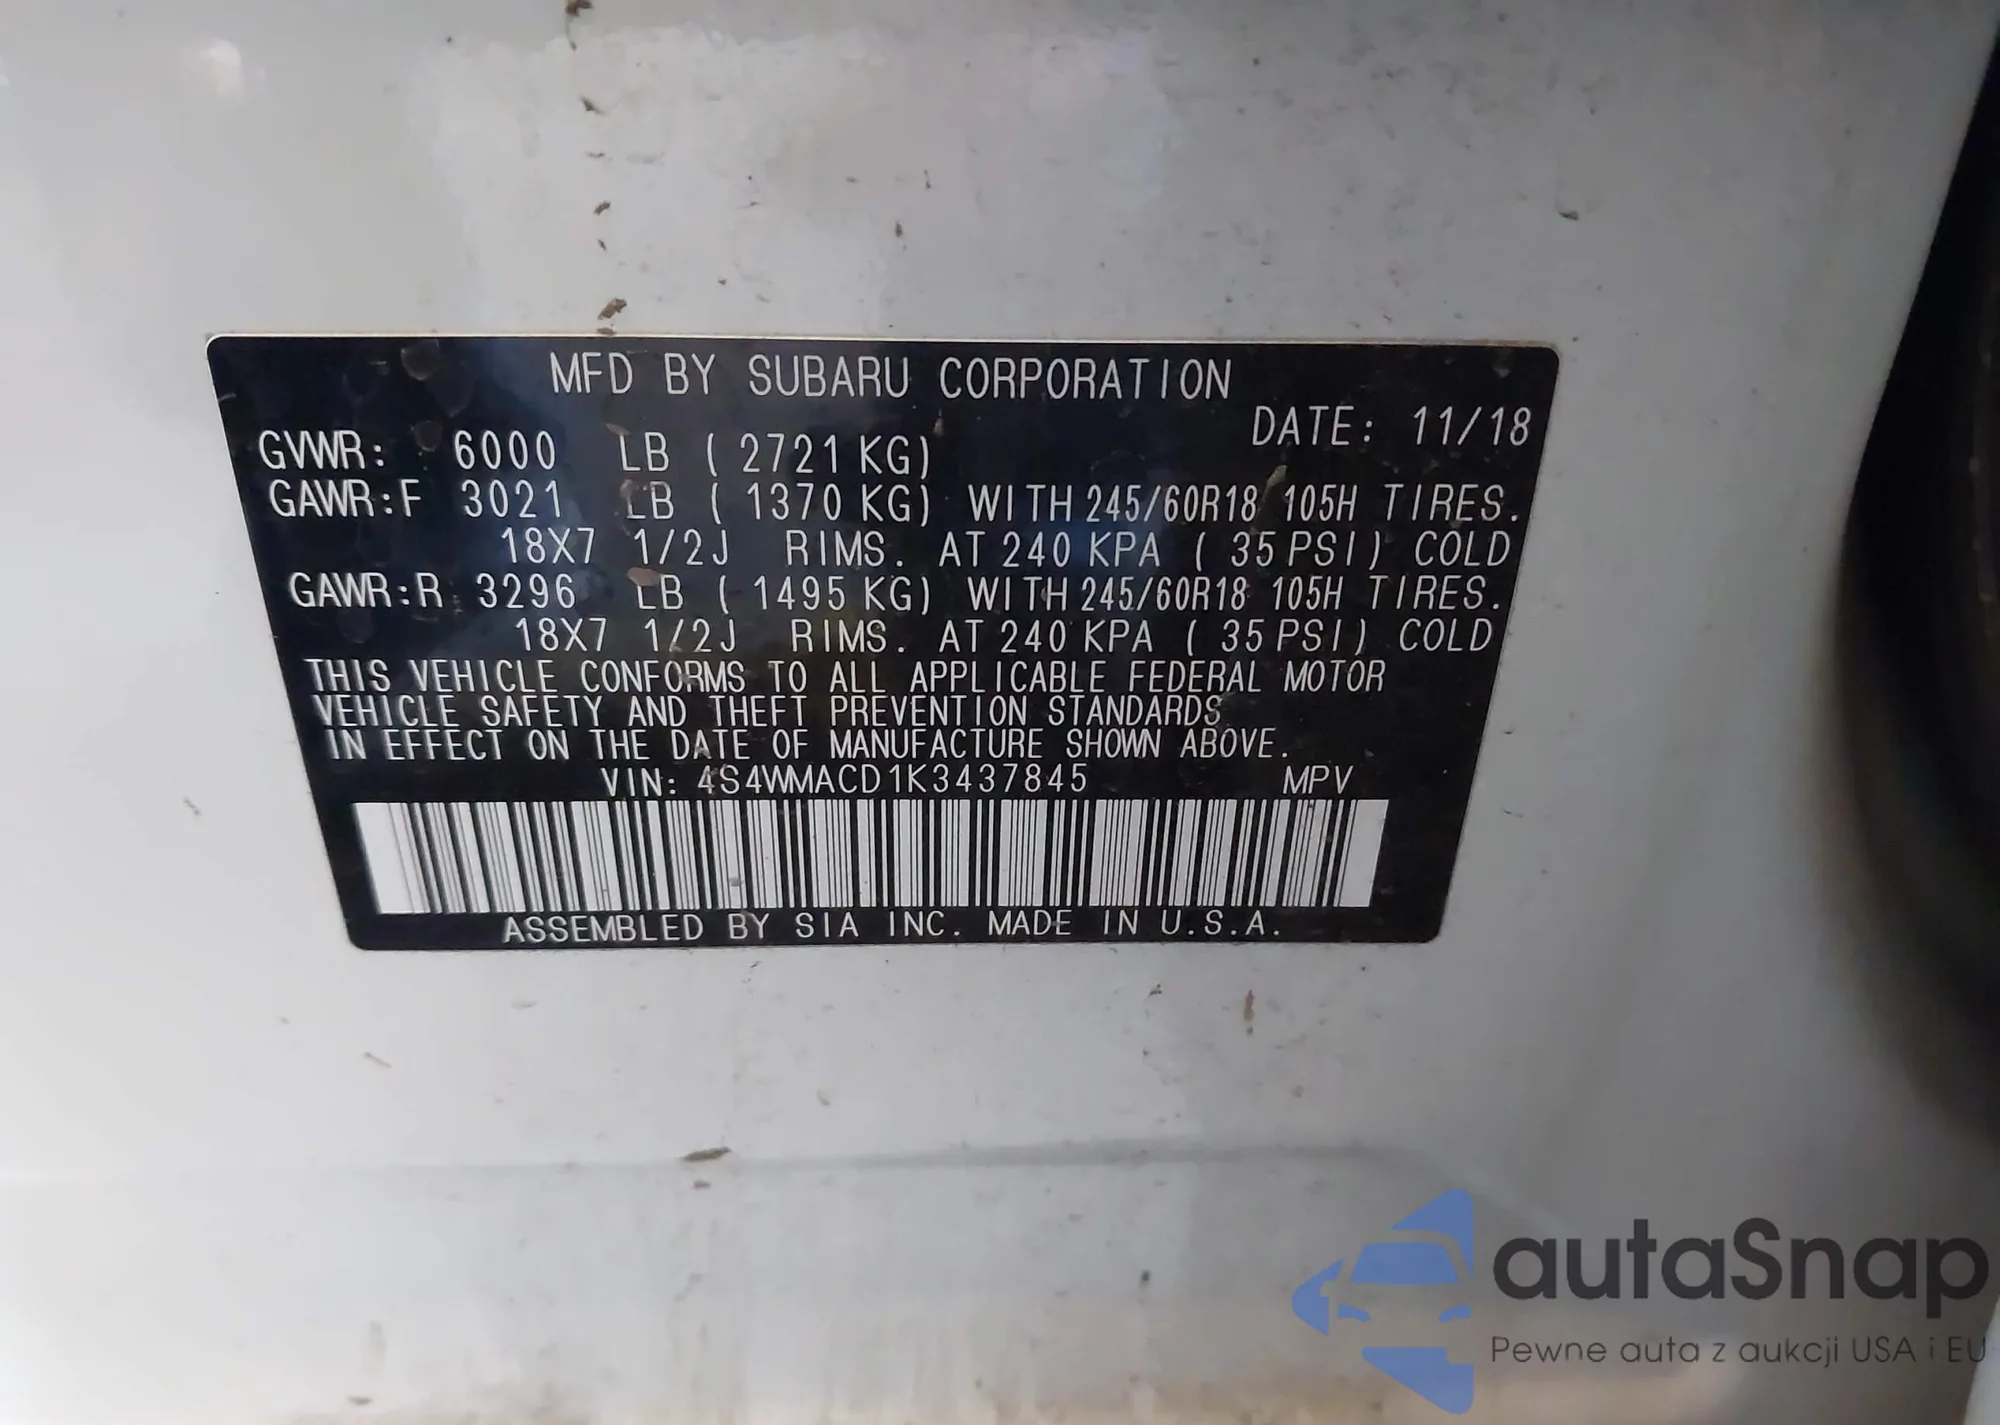 MFD BY SUBARU CORPORATION
DATE: 11/18
GVWR: 6000 LB ( 2721 KG)
GAWR:F 3021 LB ( 1370 KG) WITH 245/60R18 105H TIRES.
18X7 1/2J RIMS. AT 240 KPA ( 35 PSI) COLD
GAWR:R 3296 LB ( 1495 KG) WITH 245/60R18 105H TIRES.
18X7 1/2J RIMS. AT 240 KPA ( 35 PSI) COLD
THIS VEHICLE CONFORMS TO ALL APPLICABLE FEDERAL MOTOR
VEHICLE SAFETY AND THEFT PREVENTION STANDARDS
IN EFFECT ON THE DATE OF MANUFACTURE SHOWN ABOVE.
VIN: 4S4WMACD1K3437845 MPV
ASSEMBLED BY SIA INC. MADE IN U.S.A.
autaSnap
Pewne auta z aukcji USA i EU